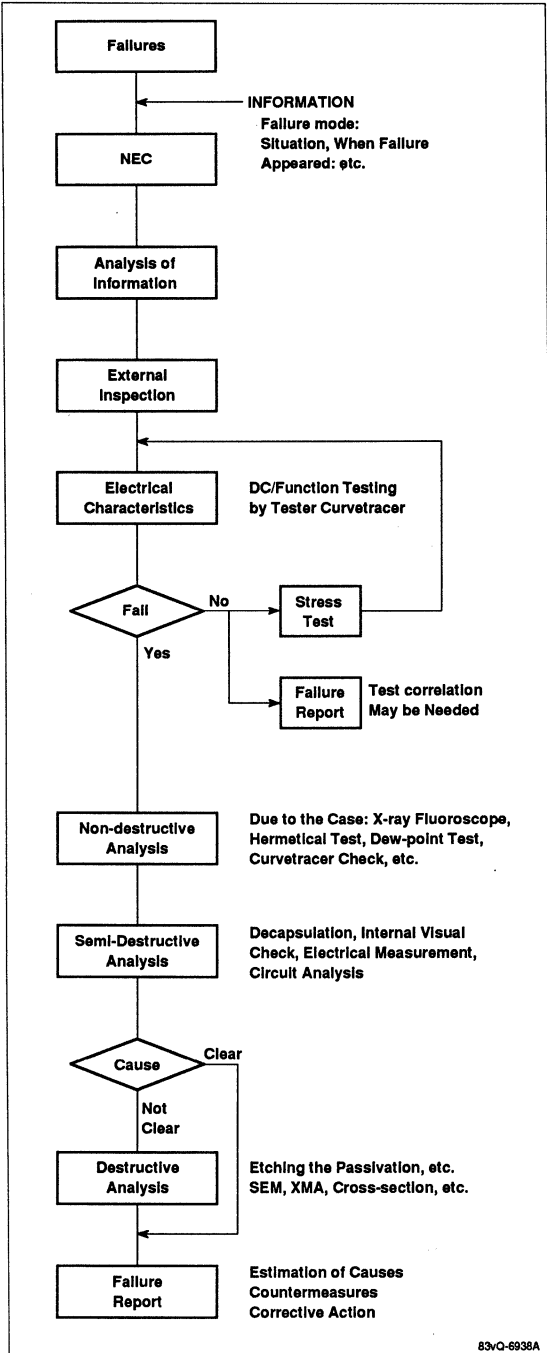 Failures
INFORMATION
Failure mode:
Situation, When Failure
Appeared: etc.
NEC
Analysis of
Information
External
Inspection
Electrical
Characteristics
DC/Function Testing
by Tester Curvetracer
Fail
No
Yes
Stress
Test
Failure
Report
Test correlation
May be Needed
Non-destructive
Analysis
Due to the Case: X-ray Fluoroscope,
Hermetical Test, Dew-point Test,
Curvetracer Check, etc.
Semi-Destructive
Analysis
Decapsulation, Internal Visual
Check, Electrical Measurement,
Circuit Analysis
Cause
Clear
Not
Clear
Destructive
Analysis
Etching the Passivation, etc.
SEM, XMA, Cross-section, etc.
Failure
Report
Estimation of Causes
Countermeasures
Corrective Action
83vQ-6938A